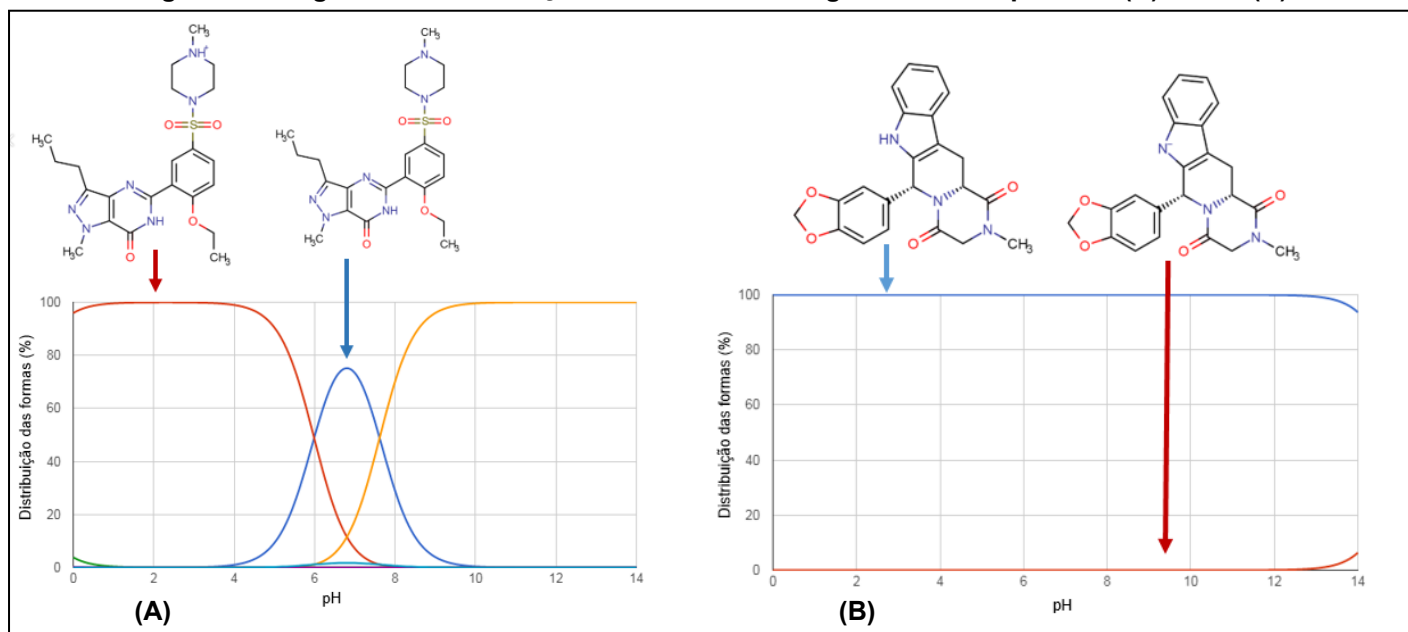 CH₃
NH⁺
N
O S O
H₃C
N
N
N
NH
O
H₃C
O
CH₃
CH₃
N
N
O S O
H₃C
N
N
N
NH
O
H₃C
O
CH₃
HN
O
O
N
O
N
CH₃
O
N⁻
O
O
N
O
N
CH₃
O
Distribuição das formas (%)
100
80
60
40
20
0
0 2 4 6 8 10 12 14
pH
(A)
Distribuição das formas (%)
100
80
60
40
20
0
0 2 4 6 8 10 12 14
pH
(B)